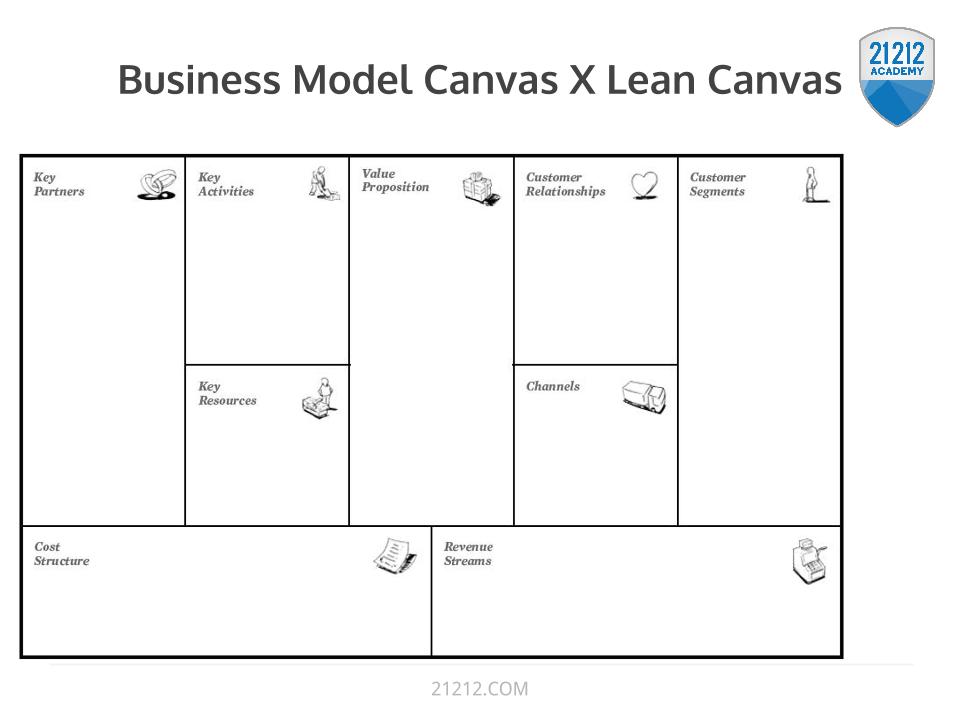 Business Model Canvas X Lean Canvas
21212
ACADEMY
Key
Partners
Key
Activities
Value
Proposition
Customer
Relationships
Customer
Segments
Key
Resources
Channels
Cost
Structure
Revenue
Streams
21212.COM